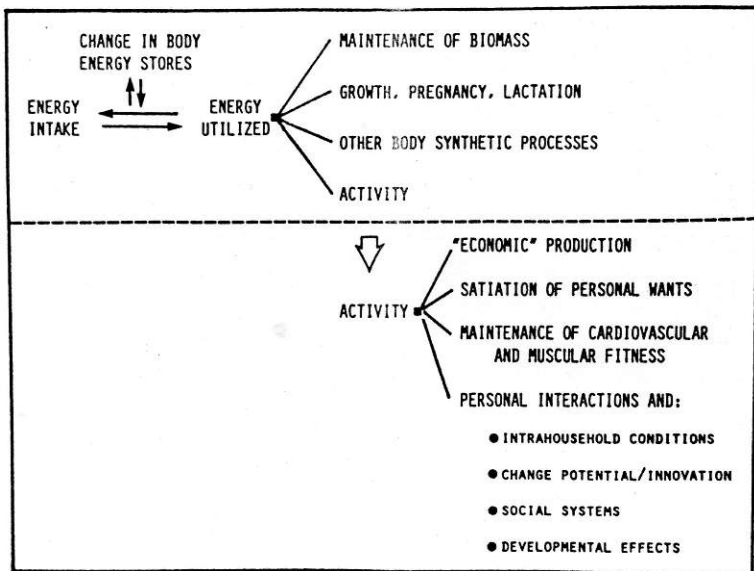 CHANGE IN BODY
ENERGY STORES
ENERGY
INTAKE
ENERGY
UTILIZED
MAINTENANCE OF BIOMASS
GROWTH, PREGNANCY, LACTATION
OTHER BODY SYNTHETIC PROCESSES
ACTIVITY
ACTIVITY
"ECONOMIC" PRODUCTION
SATIATION OF PERSONAL WANTS
MAINTENANCE OF CARDIOVASCULAR
AND MUSCULAR FITNESS
PERSONAL INTERACTIONS AND:
● INTRAHOUSEHOLD CONDITIONS
● CHANGE POTENTIAL/INNOVATION
● SOCIAL SYSTEMS
● DEVELOPMENTAL EFFECTS